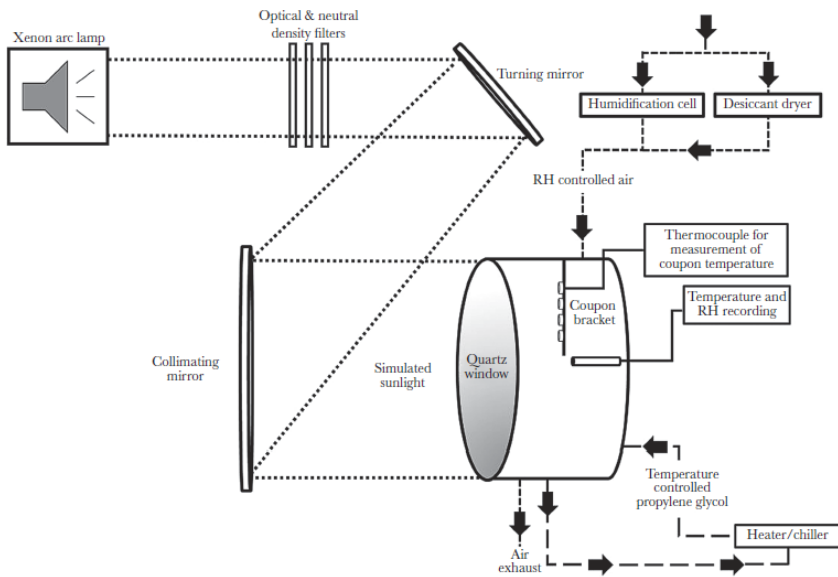 Xenon arc lamp
Optical & neutral
density filters
Turning mirror
Humidification cell
Desiccant dryer
RH controlled air
Thermocouple for
measurement of
coupon temperature
Temperature and
RH recording
Coupon
bracket
Collimating
mirror
Simulated
sunlight
Quartz
window
Temperature
controlled
propylene glycol
Heater/chiller
Air
exhaust